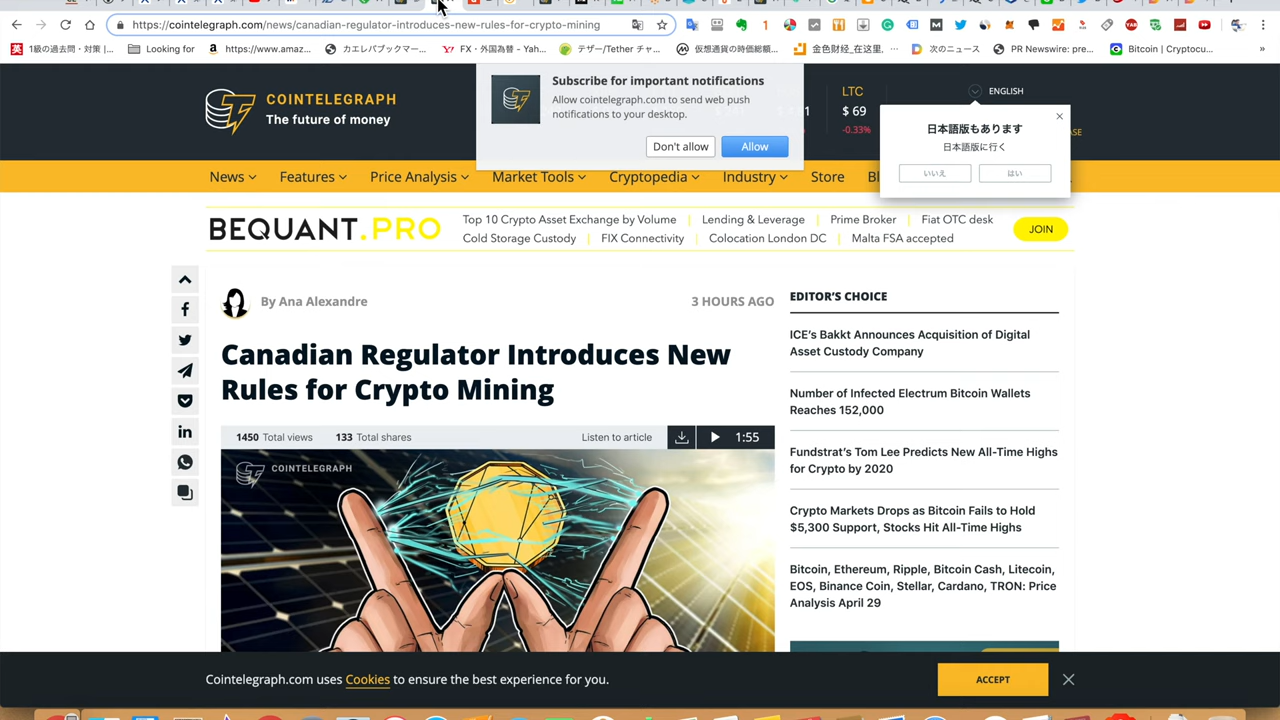 https://cointelegraph.com/news/canadian-regulator-introduces-new-rules-for-crypto-mining
1級の過去問・対策 |...
Looking for
https://www.amaz...
カエレバブックマー...
FX・外国為替 - Yah...
テザー/Tether チャ...
仮想通貨の時価総額...
金色财经_在这里,...
次のニュース
PR Newswire: pre...
Bitcoin | Cryptocu...
»
COINTELEGRAPH
The future of money
Subscribe for important notifications
Allow cointelegraph.com to send web push
notifications to your desktop.
Don't allow
Allow
LTC
$ 69
-0.33%
ENGLISH
日本語版もあります
日本語版に行く
いいえ
はい
News
Features
Price Analysis
Market Tools
Cryptopedia
Industry
Store
BEQUANT.PRO
Top 10 Crypto Asset Exchange by Volume
Lending & Leverage
Prime Broker
Fiat OTC desk
Cold Storage Custody
FIX Connectivity
Colocation London DC
Malta FSA accepted
JOIN
By Ana Alexandre
3 HOURS AGO
Canadian Regulator Introduces New
Rules for Crypto Mining
1450 Total views
133 Total shares
Listen to article
1:55
COINTELEGRAPH
EDITOR'S CHOICE
ICE's Bakkt Announces Acquisition of Digital
Asset Custody Company
Number of Infected Electrum Bitcoin Wallets
Reaches 152,000
Fundstrat's Tom Lee Predicts New All-Time Highs
for Crypto by 2020
Crypto Markets Drops as Bitcoin Fails to Hold
$5,300 Support, Stocks Hit All-Time Highs
Bitcoin, Ethereum, Ripple, Bitcoin Cash, Litecoin,
EOS, Binance Coin, Stellar, Cardano, TRON: Price
Analysis April 29
Cointelegraph.com uses Cookies to ensure the best experience for you.
ACCEPT